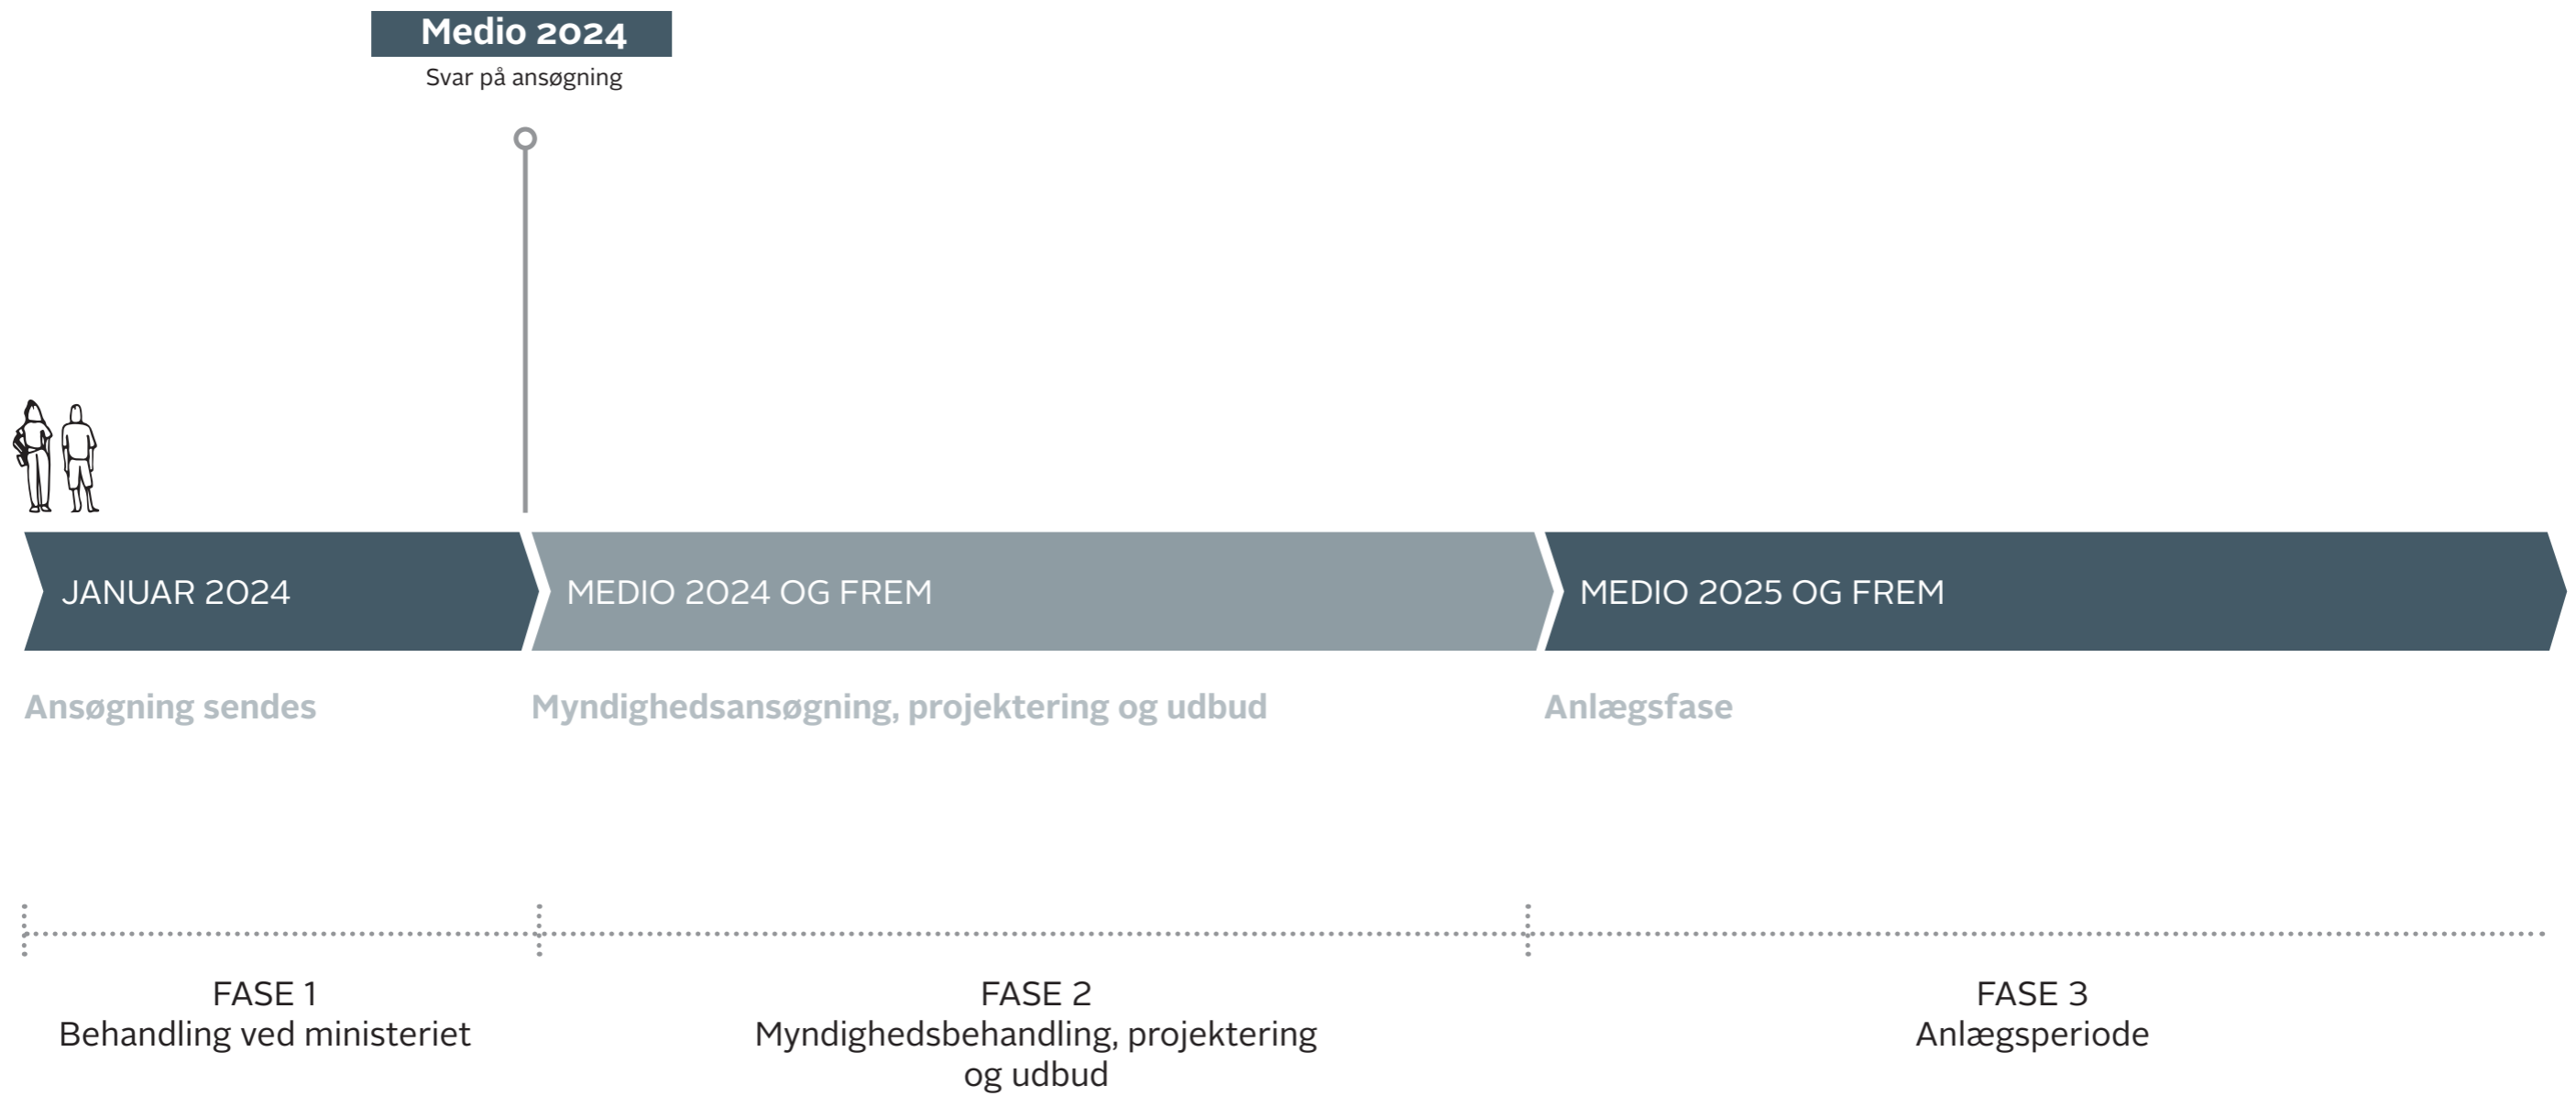 Medio 2024
Svar på ansøgning
JANUAR 2024
MEDIO 2024 OG FREM
MEDIO 2025 OG FREM
Ansøgning sendes
Myndighedsansøgning, projektering og udbud
Anlægsfase
FASE 1
Behandling ved ministeriet
FASE 2
Myndighedsbehandling, projektering
og udbud
FASE 3
Anlægsperiode